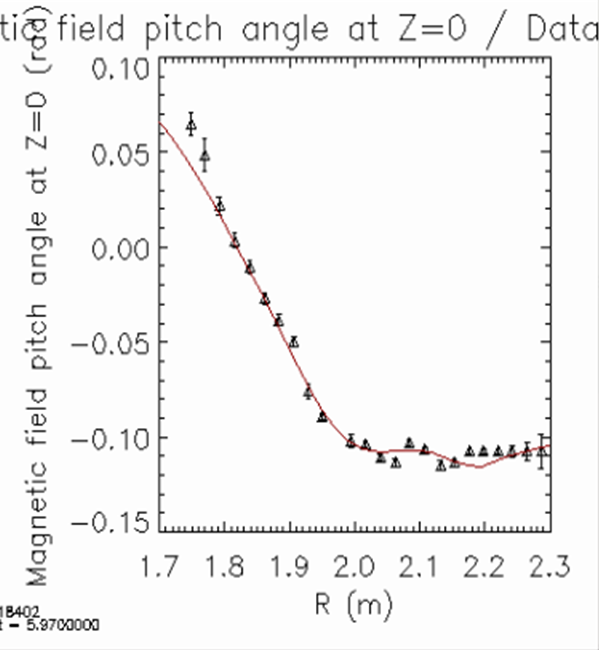 field pitch angle at Z=0 / Data
Magnetic field pitch angle at Z=0 (rad)
0.10
0.05
0.00
−0.05
−0.10
−0.15
1.7 1.8 1.9 2.0 2.1 2.2 2.3
R (m)
18402
t = 5.9700000